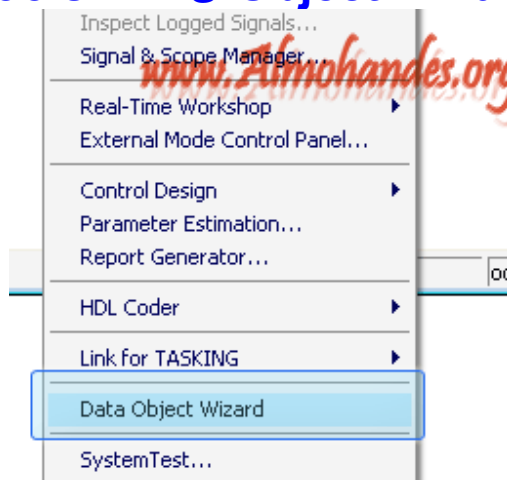 Inspect Logged Signals...
Signal & Scope Manager...
www.Almohandes.org
Real-Time Workshop
External Mode Control Panel...
Control Design
Parameter Estimation...
Report Generator...
HDL Coder
Link for TASKING
Data Object Wizard
SystemTest...